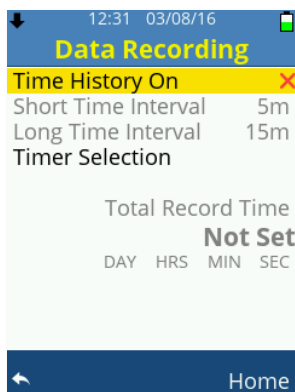 12:31 03/08/16
Data Recording
Time History On
Short Time Interval 5m
Long Time Interval 15m
Timer Selection
Total Record Time
Not Set
DAY HRS MIN SEC
Home